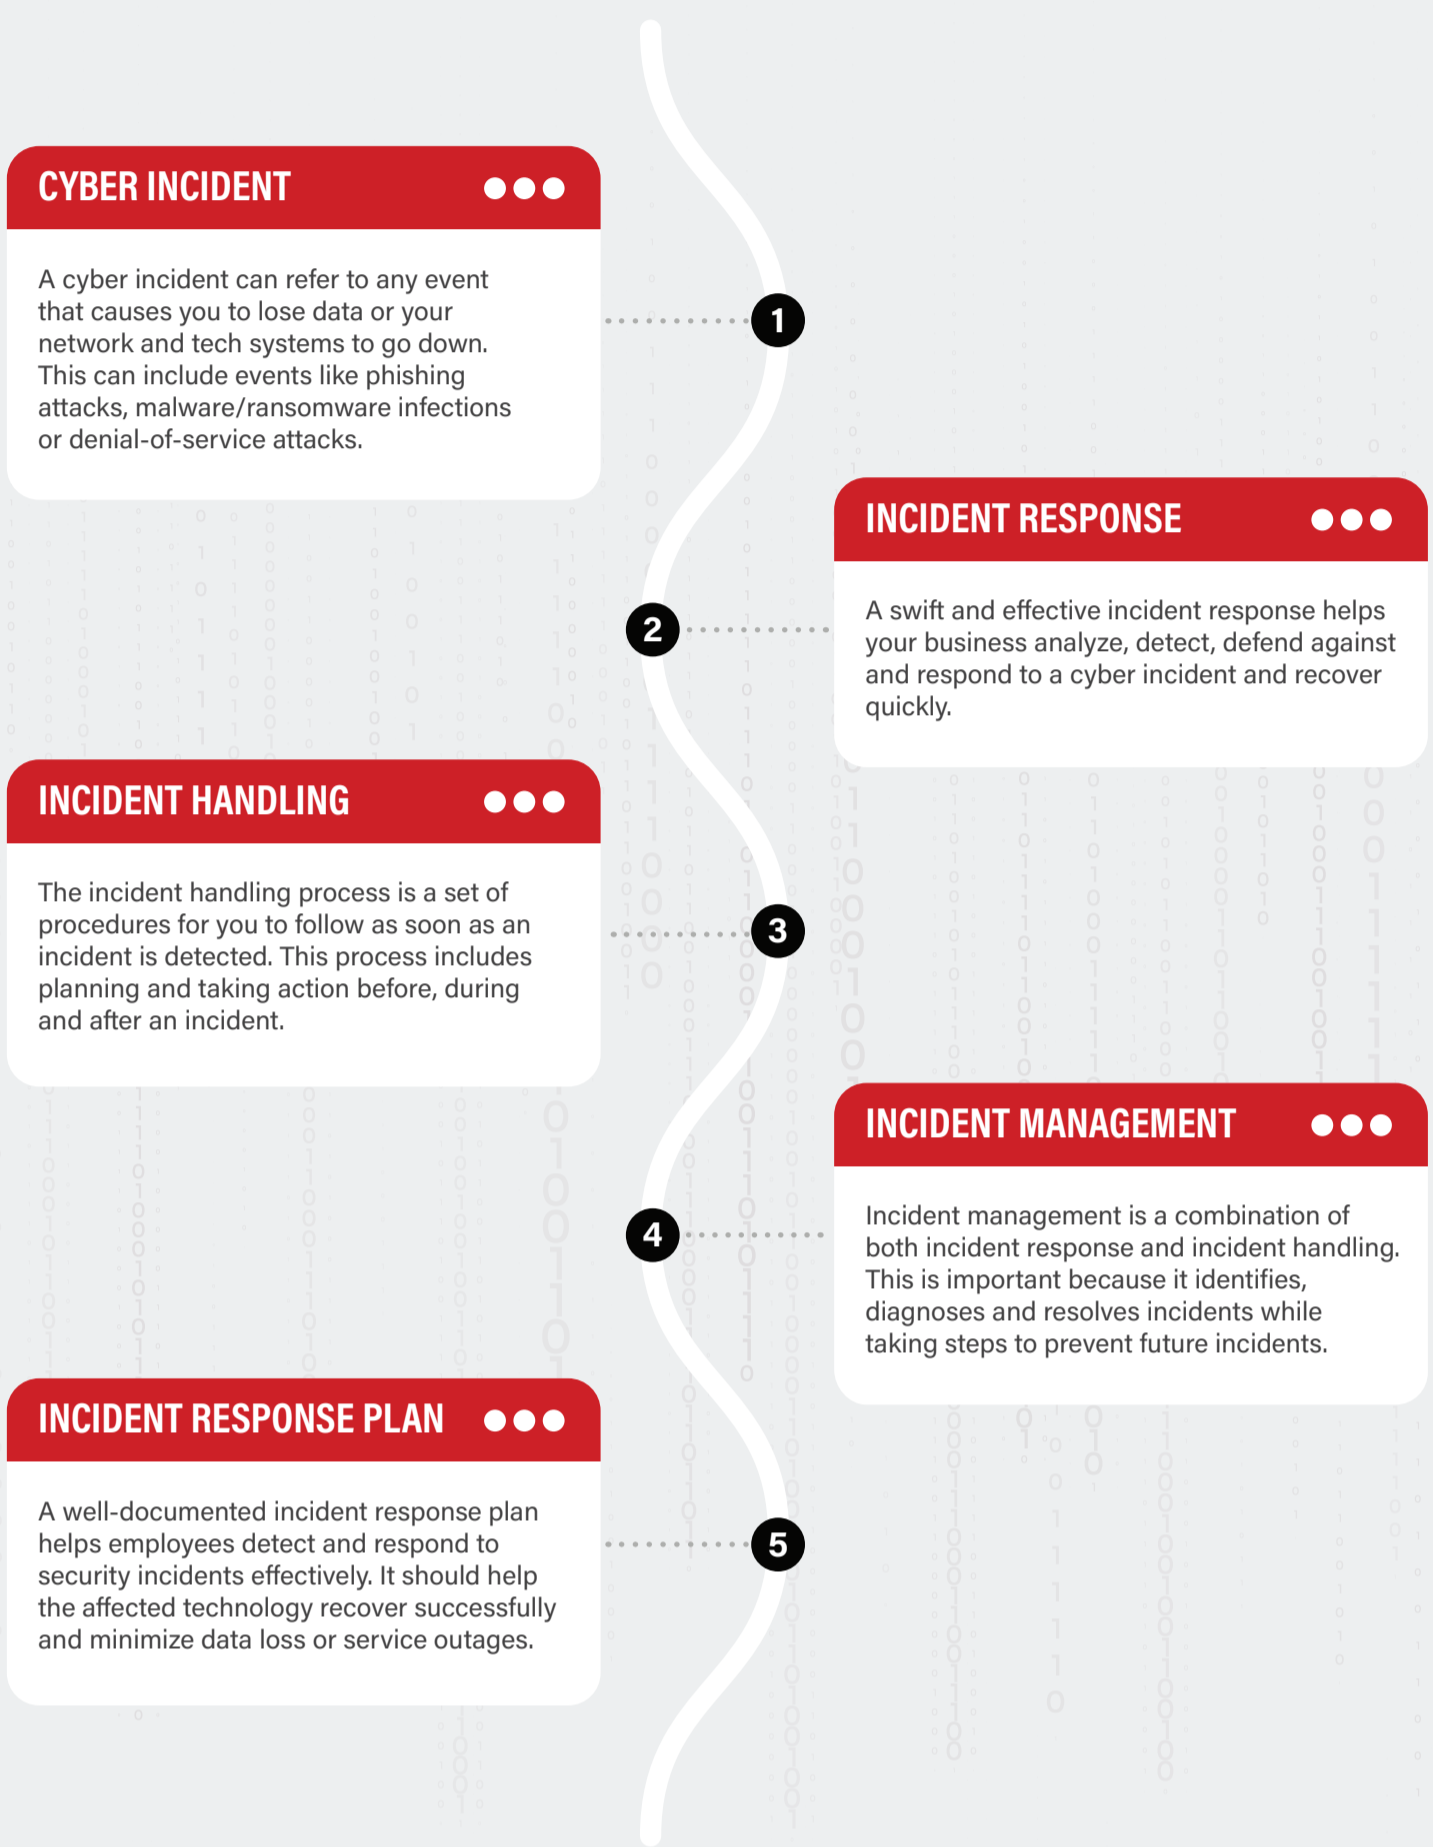 CYBER INCIDENT
A cyber incident can refer to any event
that causes you to lose data or your
network and tech systems to go down.
This can include events like phishing
attacks, malware/ransomware infections
or denial-of-service attacks.
1
INCIDENT RESPONSE
A swift and effective incident response helps
your business analyze, detect, defend against
and respond to a cyber incident and recover
quickly.
2
INCIDENT HANDLING
The incident handling process is a set of
procedures for you to follow as soon as an
incident is detected. This process includes
planning and taking action before, during
and after an incident.
3
INCIDENT MANAGEMENT
Incident management is a combination of
both incident response and incident handling.
This is important because it identifies,
diagnoses and resolves incidents while
taking steps to prevent future incidents.
4
INCIDENT RESPONSE PLAN
A well-documented incident response plan
helps employees detect and respond to
security incidents effectively. It should help
the affected technology recover successfully
and minimize data loss or service outages.
5